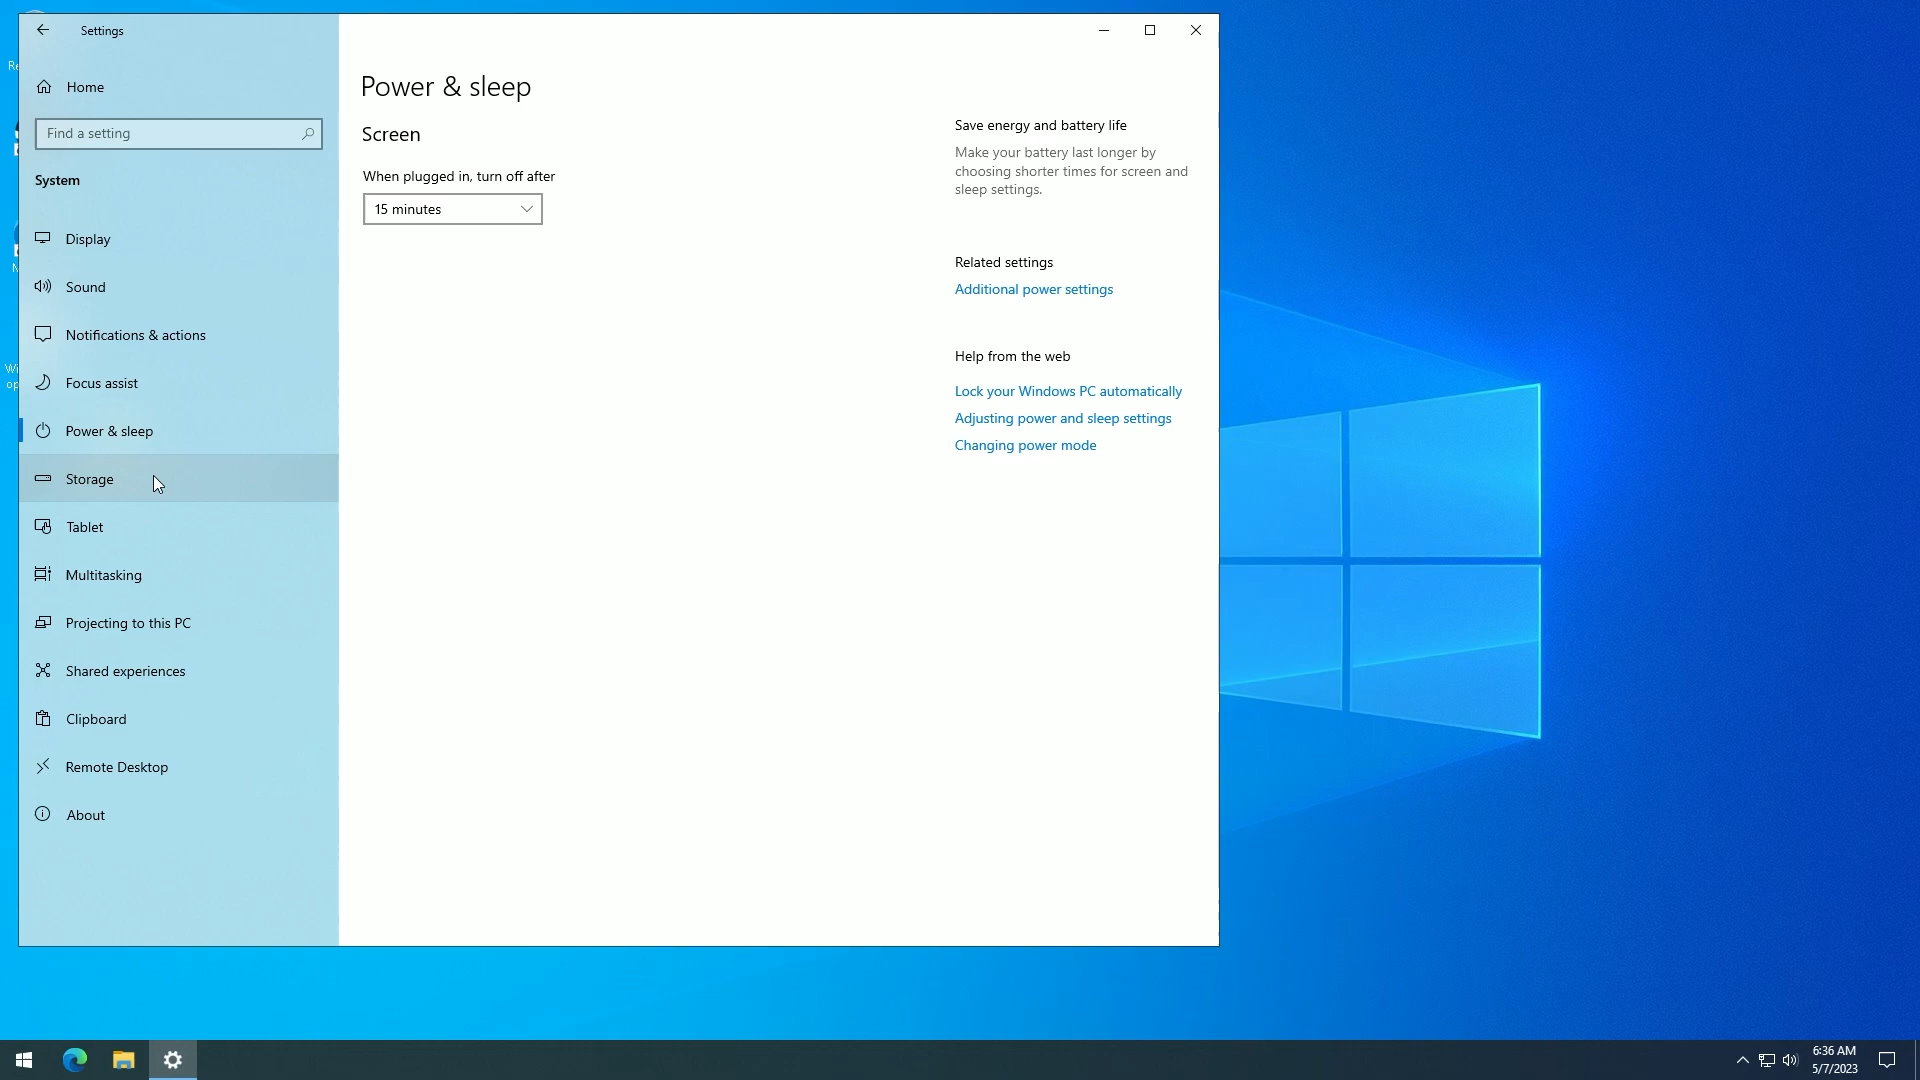 Settings
Home
Find a setting
System
Display
Sound
Notifications & actions
Focus assist
Power & sleep
Storage
Tablet
Multitasking
Projecting to this PC
Shared experiences
Clipboard
Remote Desktop
About
Power & sleep
Screen
When plugged in, turn off after
15 minutes
Save energy and battery life
Make your battery last longer by
choosing shorter times for screen and
sleep settings.
Related settings
Additional power settings
Help from the web
Lock your Windows PC automatically
Adjusting power and sleep settings
Changing power mode
6:36 AM
5/7/2023